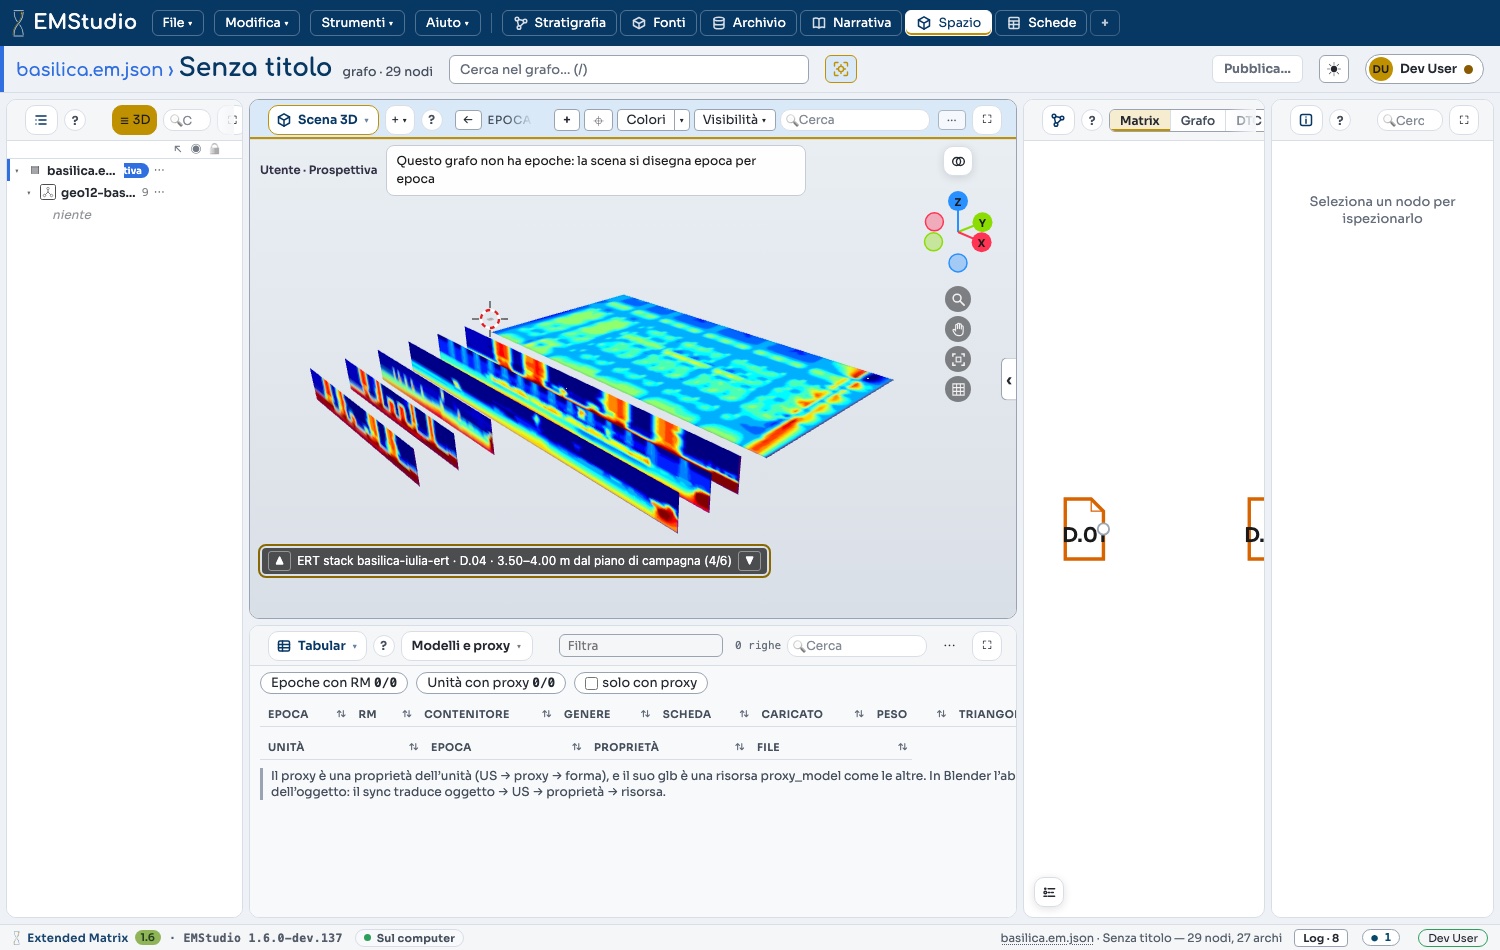 EMStudio File Modifica Strumenti Aiuto Stratigrafia Fonti Archivio Narrativa Spazio Schede +
basilica.em.json › Senza titolo grafo · 29 nodi Cerca nel grafo... (/) Pubblica... DU Dev User
? ≡ 3D C
Scena 3D + ? ← EPOCA + Colori Visibilità Cerca ...
? Matrix Grafo DTC
? Cerc
basilica.e... tiva ...
geo12-bas... 9 ...
niente
Utente · Prospettiva
Questo grafo non ha epoche: la scena si disegna epoca per
epoca
Z
Y
X
Seleziona un nodo per
ispezionarlo
D.01
D.
ERT stack basilica-iulia-ert · D.04 · 3.50–4.00 m dal piano di campagna (4/6)
Tabular ? Modelli e proxy Filtra 0 righe Cerca ...
Epoche con RM 0/0 Unità con proxy 0/0 solo con proxy
EPOCA RM CONTENITORE GENERE SCHEDA CARICATO PESO TRIANGOL
UNITÀ EPOCA PROPRIETÀ FILE
Il proxy è una proprietà dell'unità (US → proxy → forma), e il suo glb è una risorsa proxy_model come le altre. In Blender l'ab
dell'oggetto: il sync traduce oggetto → US → proprietà → risorsa.
Extended Matrix 1.6 · EMStudio 1.6.0-dev.137 Sul computer basilica.em.json · Senza titolo — 29 nodi, 27 archi Log · 8 1 Dev User